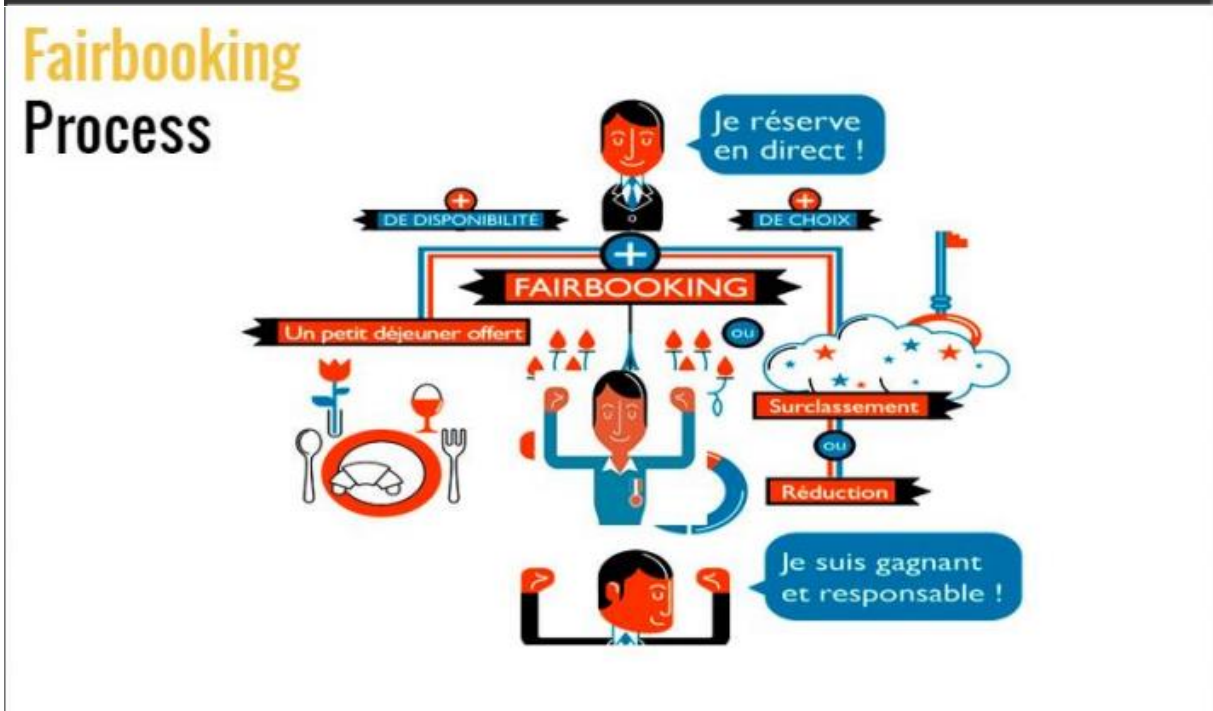 Fairbooking
Process
Je réserve
en direct !
DE DISPONIBILITÉ
DE CHOIX
FAIRBOOKING
Un petit déjeuner offert
ou
Surclassement
ou
Réduction
Je suis gagnant
et responsable !